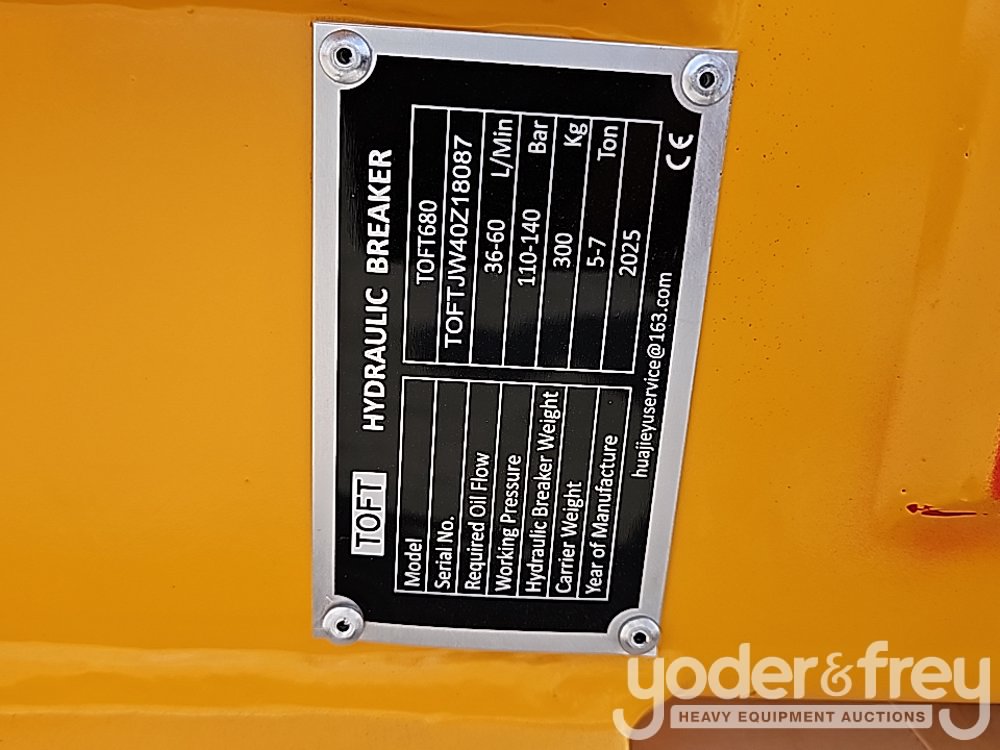 TOFT HYDRAULIC BREAKER
Model TOFT680
Serial No. TOFTJW40Z18087
Required Oil Flow 36-60 L/Min
Working Pressure 110-140 Bar
Hydraulic Breaker Weight 300 Kg
Carrier Weight 5-7 Ton
Year of Manufacture 2025
huajieyuservice@163.com CE
yoder&frey
HEAVY EQUIPMENT AUCTIONS